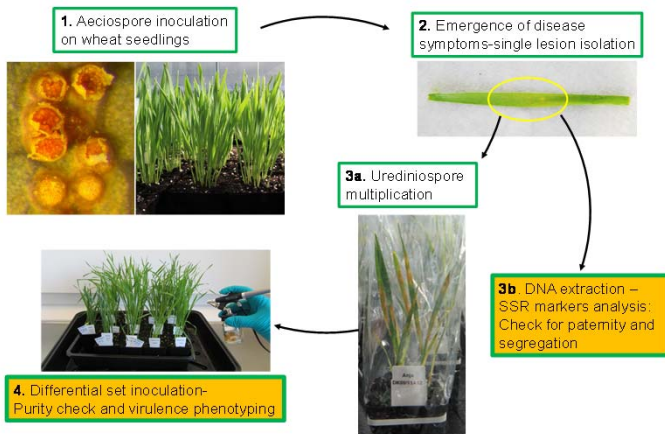 1. Aeciospore inoculation
on wheat seedlings
2. Emergence of disease
symptoms-single lesion isolation
3a. Urediniospore
multiplication
3b. DNA extraction –
SSR markers analysis:
Check for paternity and
segregation
4. Differential set inoculation-
Purity check and virulence phenotyping